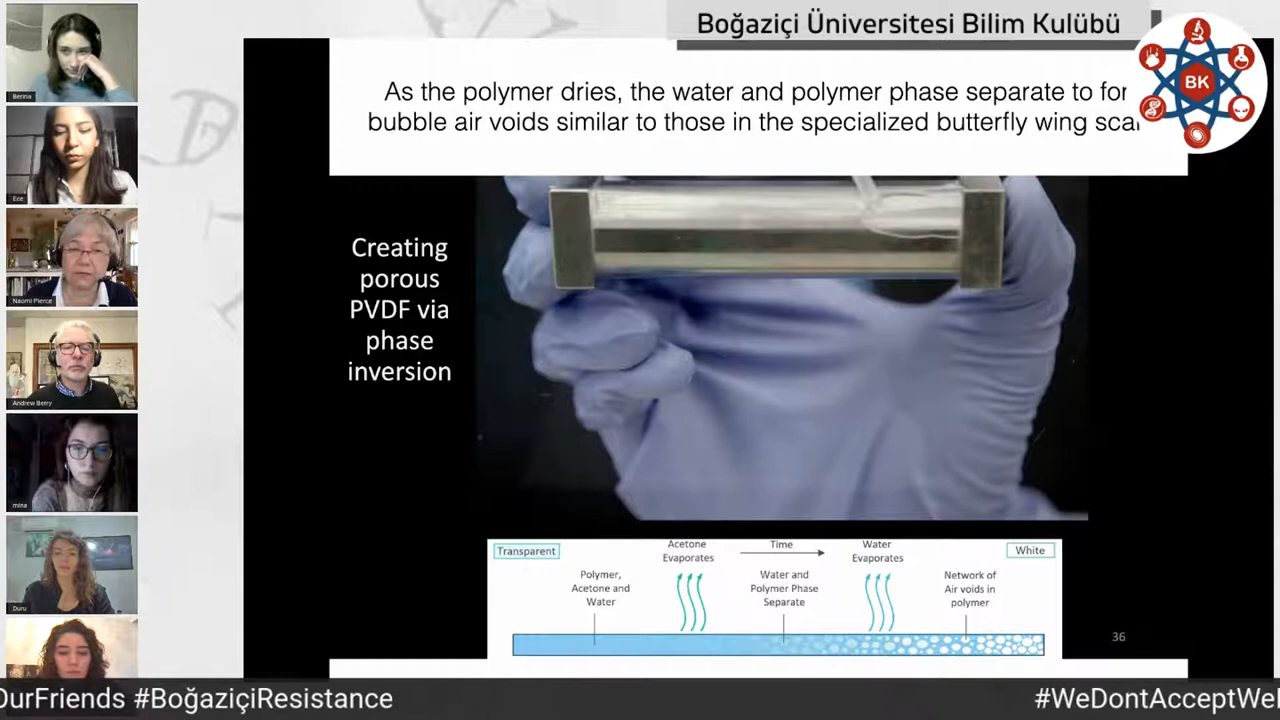 Boğaziçi Üniversitesi Bilim Kulübü
BK
As the polymer dries, the water and polymer phase separate to
bubble air voids similar to those in the specialized butterfly wing
Creating
porous
PVDF via
phase
inversion
Transparent
Acetone
Evaporates
Time
Water
Evaporates
White
Polymer,
Acetone and
Water
Water and
Polymer Phase
Separate
Network of
Air voids in
polymer
36
Berina
Ece
Naomi Pierce
Andrew Berry
mina
Duru
OurFriends #BoğaziçiResistance
#WeDontAccept